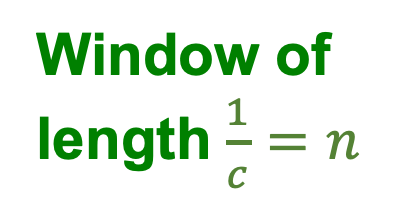 Window of
length 1/c = n